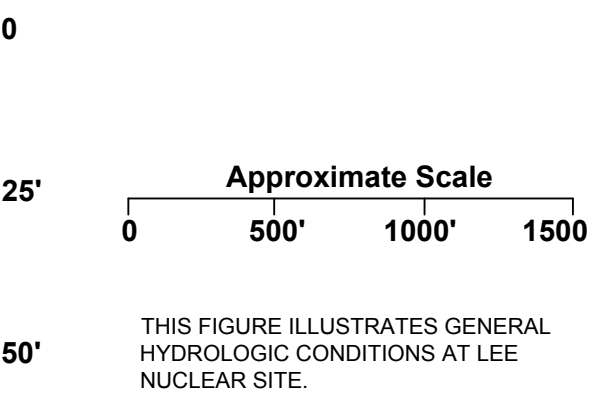 0
Approximate Scale
25'
0 500' 1000' 1500
THIS FIGURE ILLUSTRATES GENERAL
50'
HYDROLOGIC CONDITIONS AT LEE
NUCLEAR SITE.